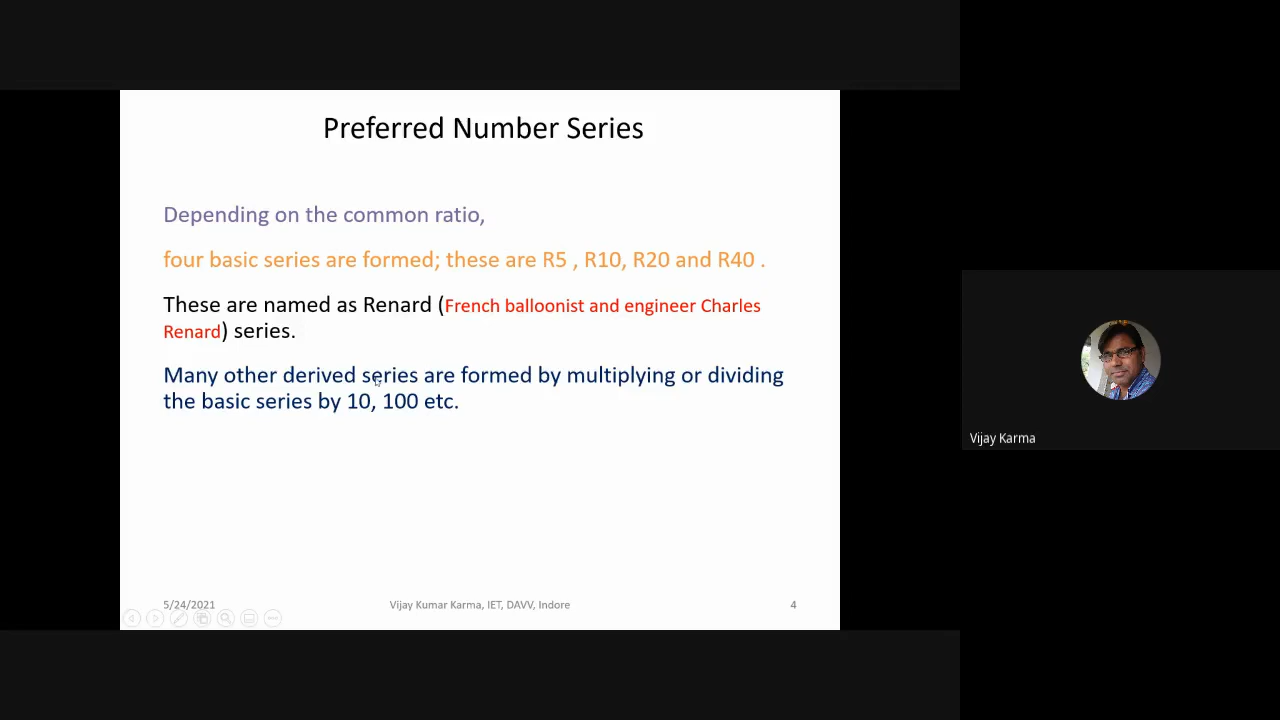 Preferred Number Series
Depending on the common ratio,
four basic series are formed; these are R5 , R10, R20 and R40 .
These are named as Renard (French balloonist and engineer Charles
Renard) series.
Many other derived series are formed by multiplying or dividing
the basic series by 10, 100 etc.
Vijay Karma
5/24/2021
Vijay Kumar Karma, IET, DAVV, Indore
4